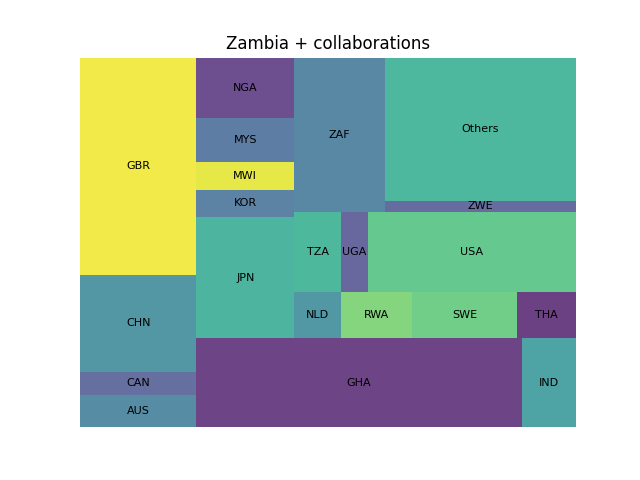 Zambia + collaborations
GBR
NGA
MYS
MWI
KOR
ZAF
Others
ZWE
JPN
TZA
UGA
USA
CHN
NLD
RWA
SWE
THA
CAN
AUS
GHA
IND